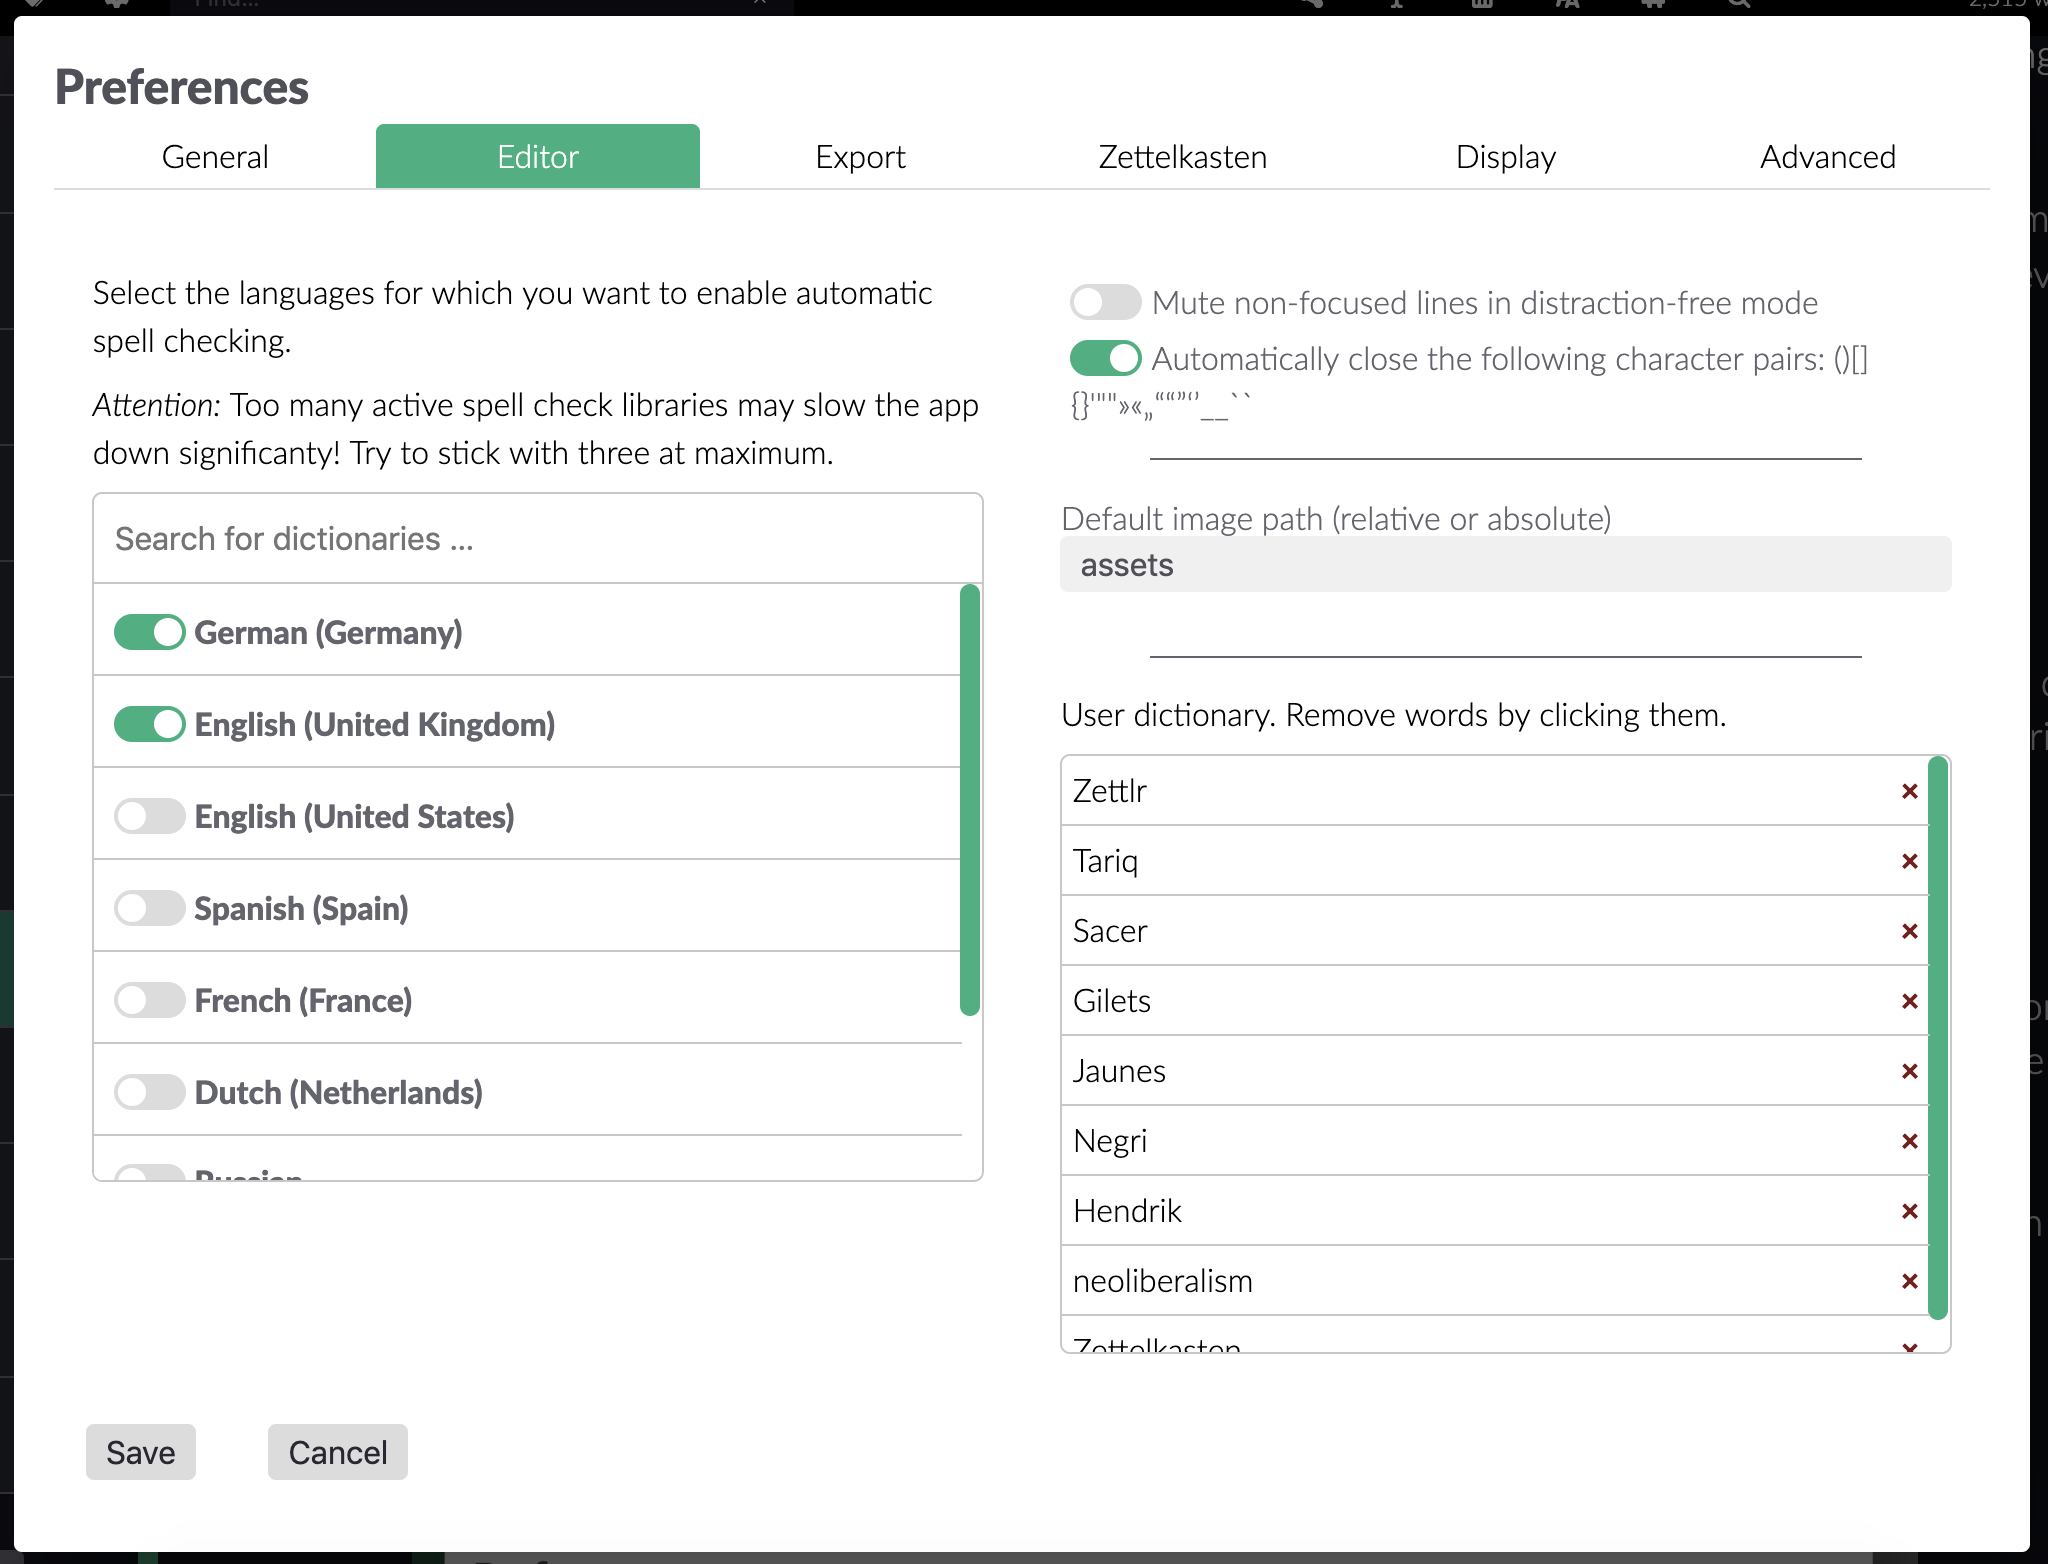 Preferences
General Editor Export Zettelkasten Display Advanced
Select the languages for which you want to enable automatic
spell checking.
Attention: Too many active spell check libraries may slow the app
down significanty! Try to stick with three at maximum.
Search for dictionaries ...
German (Germany)
English (United Kingdom)
English (United States)
Spanish (Spain)
French (France)
Dutch (Netherlands)
Russian
Mute non-focused lines in distraction-free mode
Automatically close the following character pairs: ()[]
{}''""»«„““”‘’__``
Default image path (relative or absolute)
assets
User dictionary. Remove words by clicking them.
Zettlr
Tariq
Sacer
Gilets
Jaunes
Negri
Hendrik
neoliberalism
Zettelkasten
Save Cancel